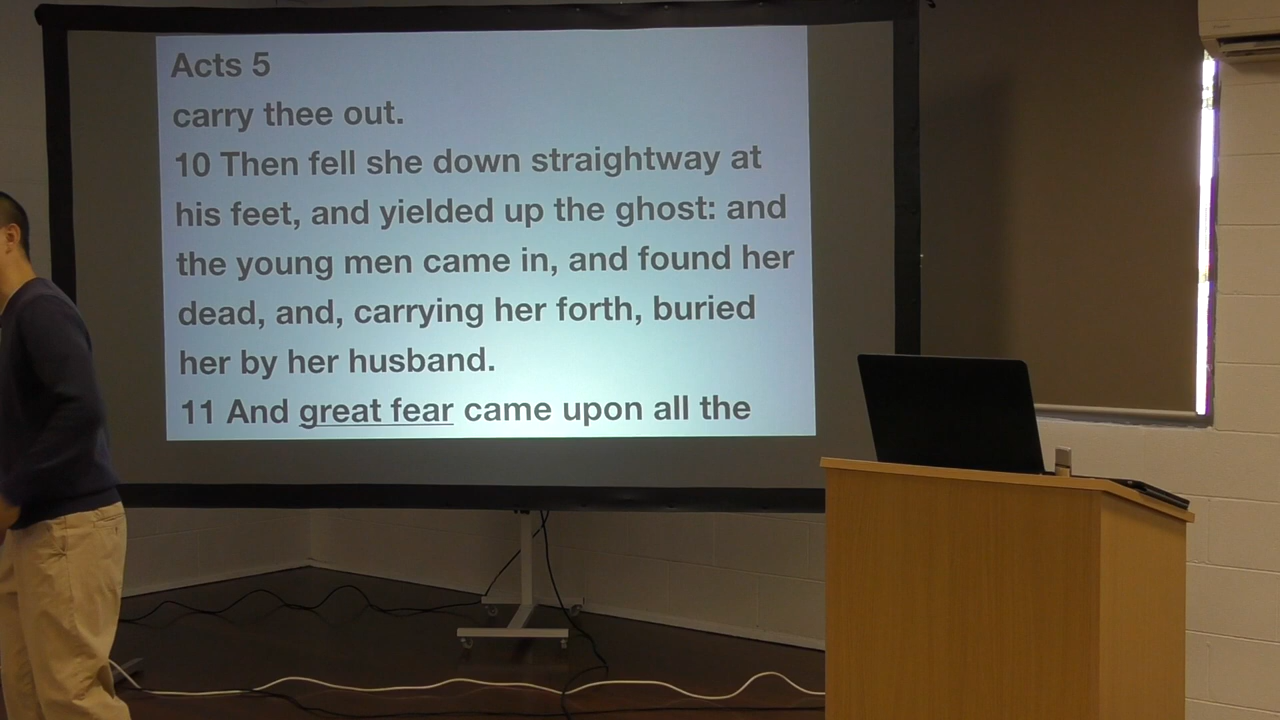 Acts 5
carry thee out.
10 Then fell she down straightway at
his feet, and yielded up the ghost: and
the young men came in, and found her
dead, and, carrying her forth, buried
her by her husband.
11 And great fear came upon all the